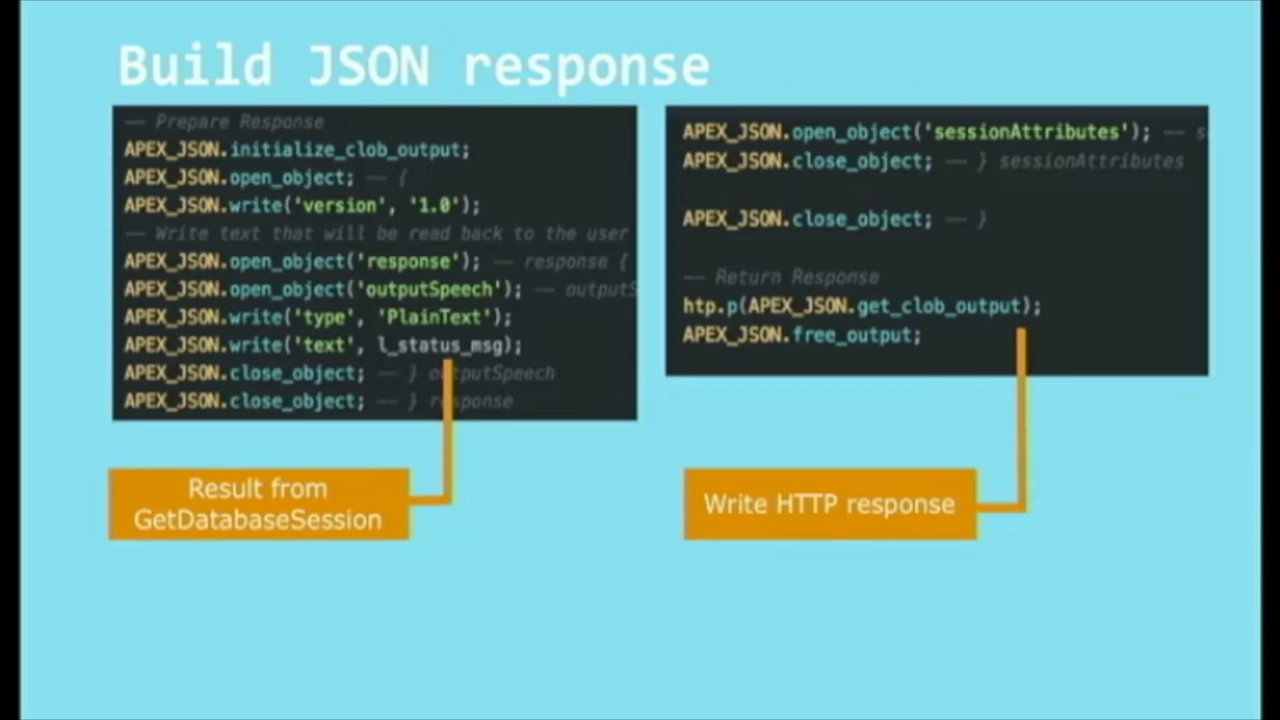 Build JSON response
-- Prepare Response
APEX_JSON.initialize_clob_output;
APEX_JSON.open_object; -- {
APEX_JSON.write('version', '1.0');
-- Write text that will be read back to the user
APEX_JSON.open_object('response'); -- response {
APEX_JSON.open_object('outputSpeech'); -- outputS
APEX_JSON.write('type', 'PlainText');
APEX_JSON.write('text', l_status_msg);
APEX_JSON.close_object; -- } outputSpeech
APEX_JSON.close_object; -- } response
APEX_JSON.open_object('sessionAttributes'); --
APEX_JSON.close_object; -- } sessionAttributes
APEX_JSON.close_object; -- }
-- Return Response
htp.p(APEX_JSON.get_clob_output);
APEX_JSON.free_output;
Result from
GetDatabaseSession
Write HTTP response